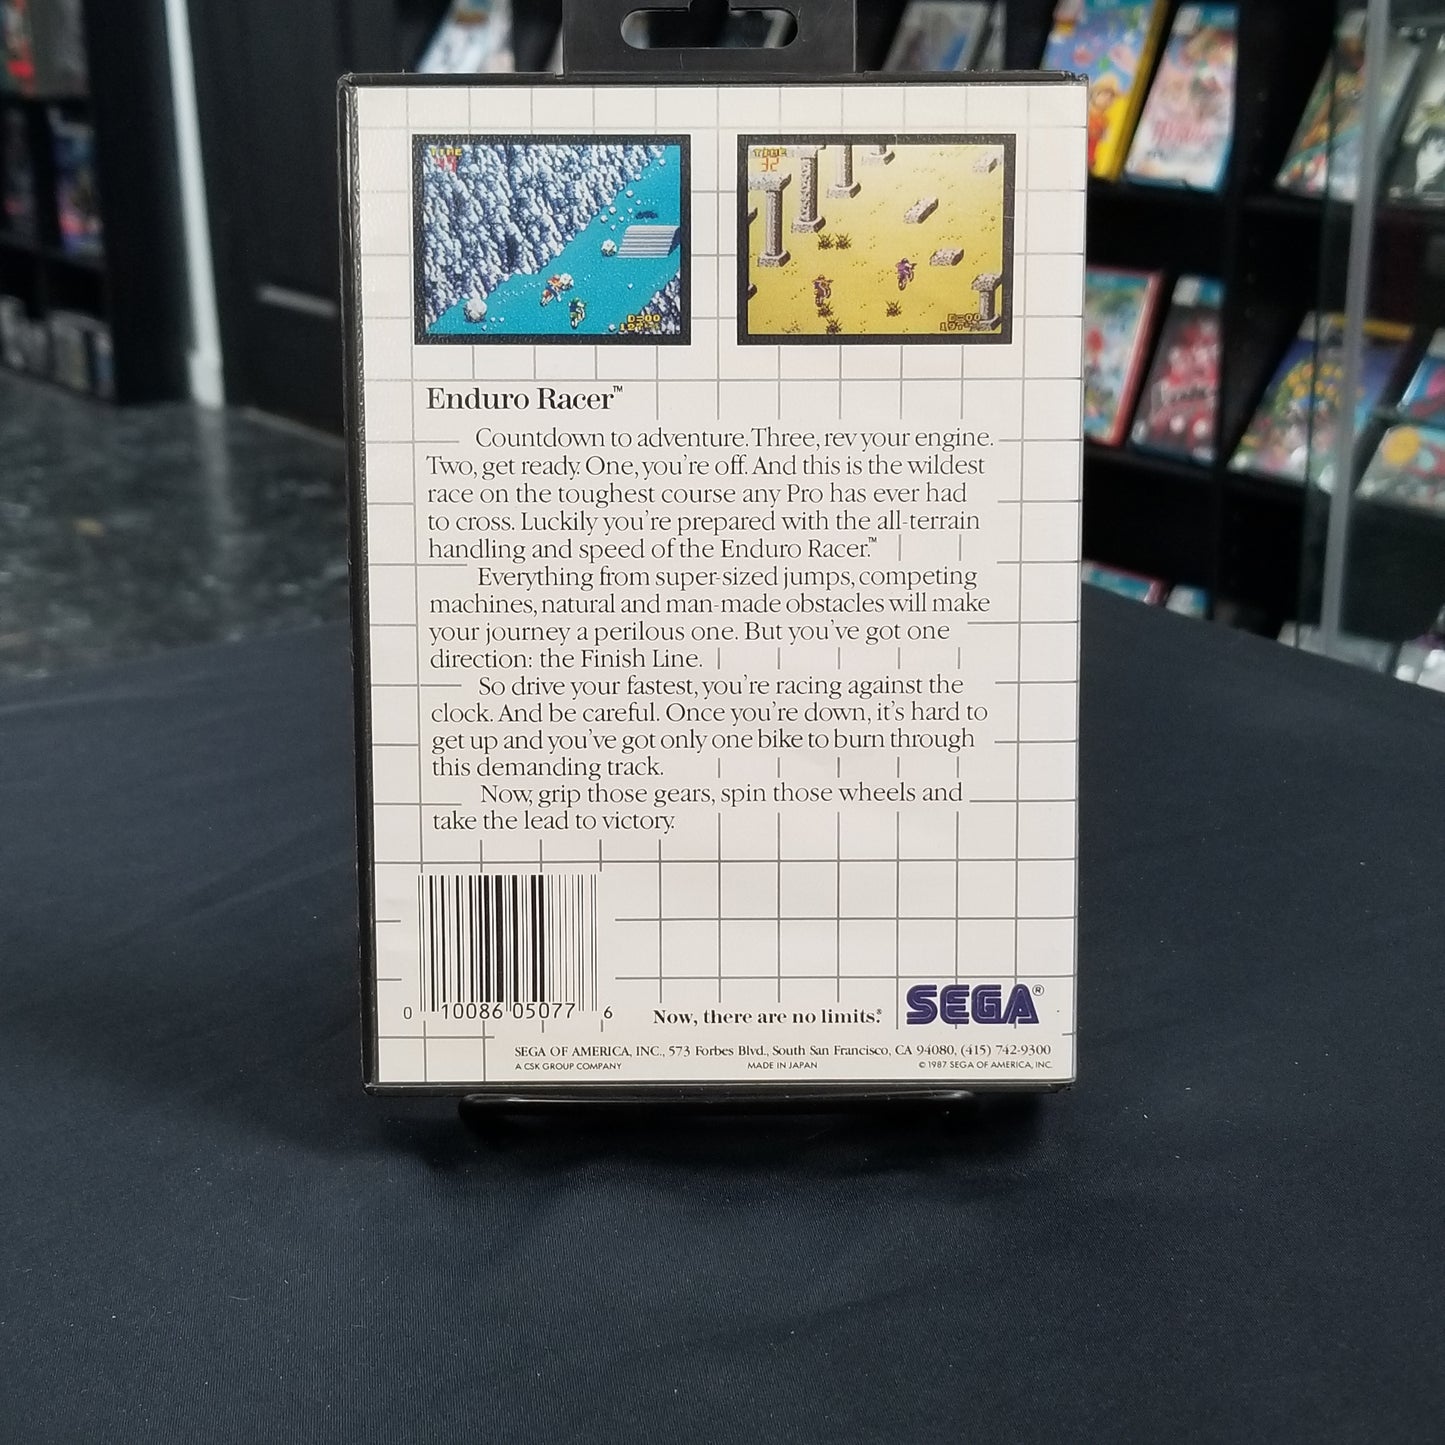 TIME
TIME
32
D=00
Enduro Racer™
Countdown to adventure. Three, rev your engine.
Two, get ready. One, you're off. And this is the wildest
race on the toughest course any Pro has ever had
to cross. Luckily you're prepared with the all-terrain
handling and speed of the Enduro Racer.™
Everything from super-sized jumps, competing
machines, natural and man-made obstacles will make
your journey a perilous one. But you've got one
direction: the Finish Line.
So drive your fastest, you're racing against the
clock. And be careful. Once you're down, it's hard to
get up and you've got only one bike to burn through
this demanding track.
Now, grip those gears, spin those wheels and
take the lead to victory.
0 10086 05077 6
Now, there are no limits.®
SEGA®
SEGA OF AMERICA, INC., 573 Forbes Blvd., South San Francisco, CA 94080, (415) 742-9300
A CSK GROUP COMPANY MADE IN JAPAN © 1987 SEGA OF AMERICA, INC.